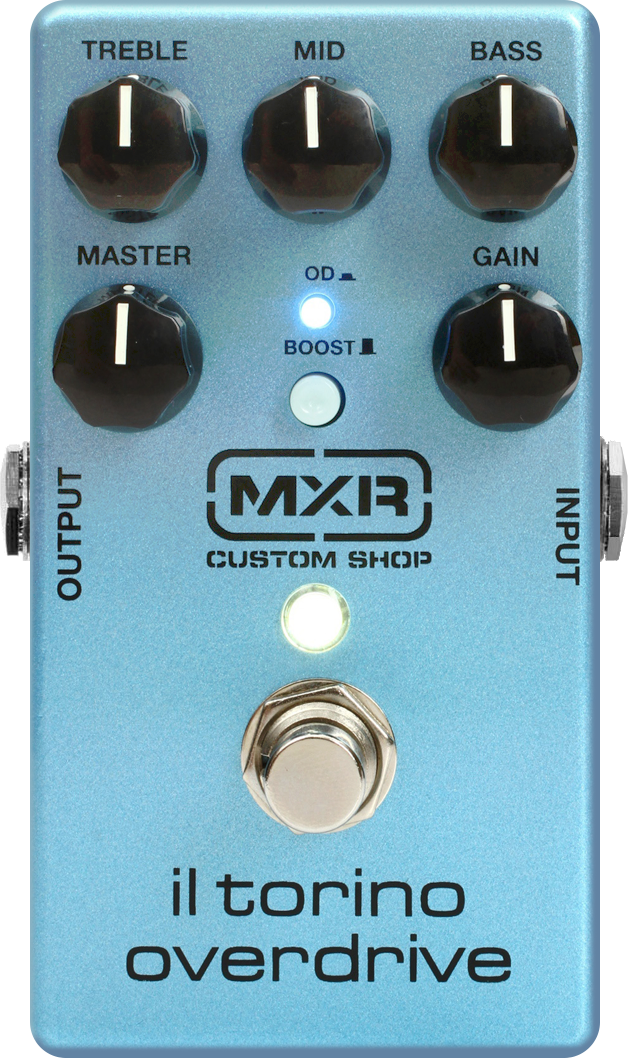 TREBLE MID BASS
MASTER GAIN
OD
BOOST
OUTPUT
INPUT
MXR
CUSTOM SHOP
il torino
overdrive